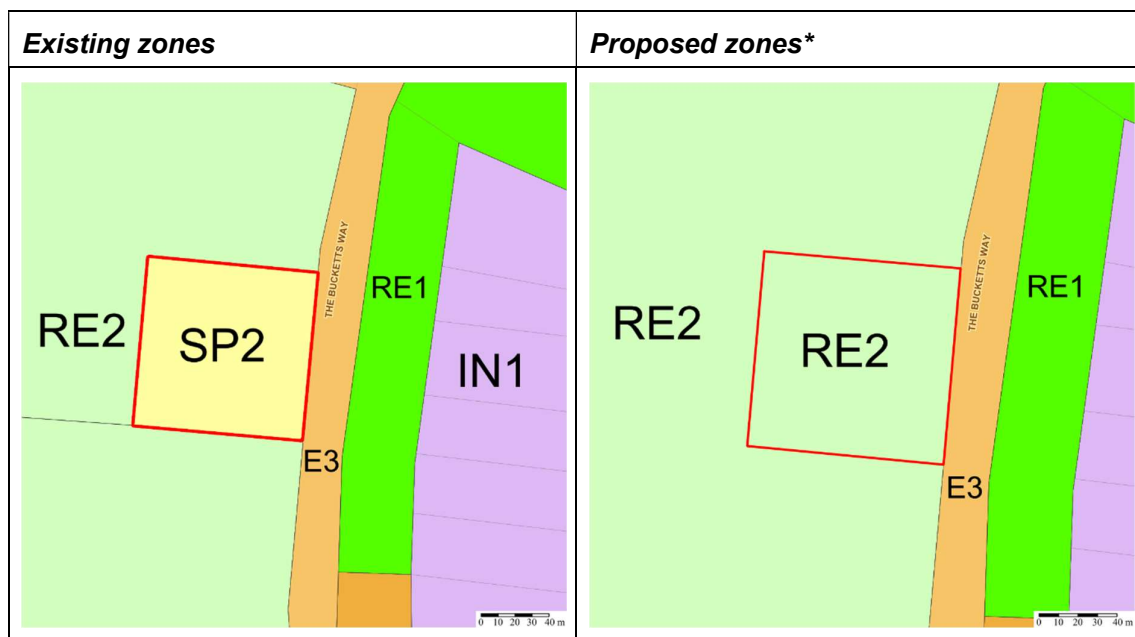 Existing zones
Proposed zones*
THE BUCKETTS WAY
RE1
RE2
SP2
IN1
E3
0 10 20 30 40 m
THE BUCKETTS WAY
RE1
RE2
RE2
E3
0 10 20 30 40 m